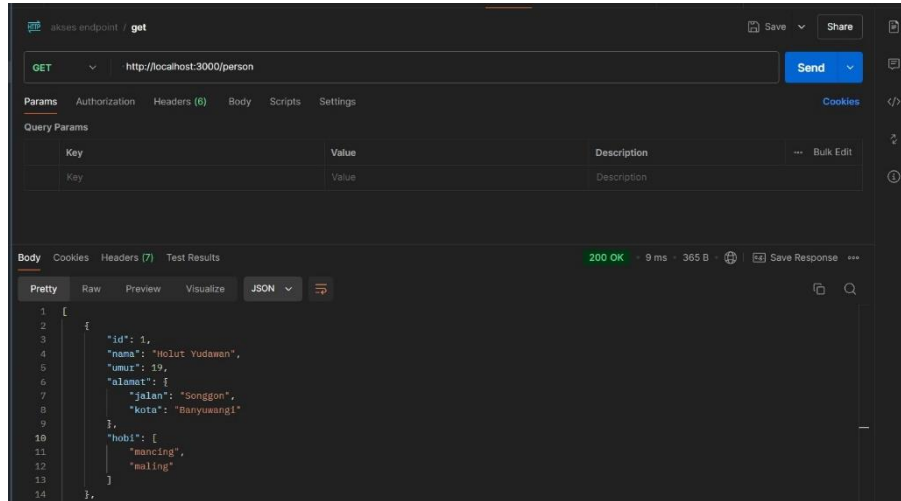 HTTP akses endpoint / get Save Share
GET http://localhost:3000/person Send
Params Authorization Headers (6) Body Scripts Settings Cookies
Query Params
Key Value Description ... Bulk Edit
Key Value Description
Body Cookies Headers (7) Test Results 200 OK 9 ms 365 B Save Response ...
Pretty Raw Preview Visualize JSON
1 [
2 {
3 "id": 1,
4 "nama": "Holut Yudawan",
5 "umur": 19,
6 "alamat": {
7 "jalan": "Songgon",
8 "kota": "Banyuwangi"
9 },
10 "hobi": [
11 "mancing",
12 "maling"
13 ]
14 },